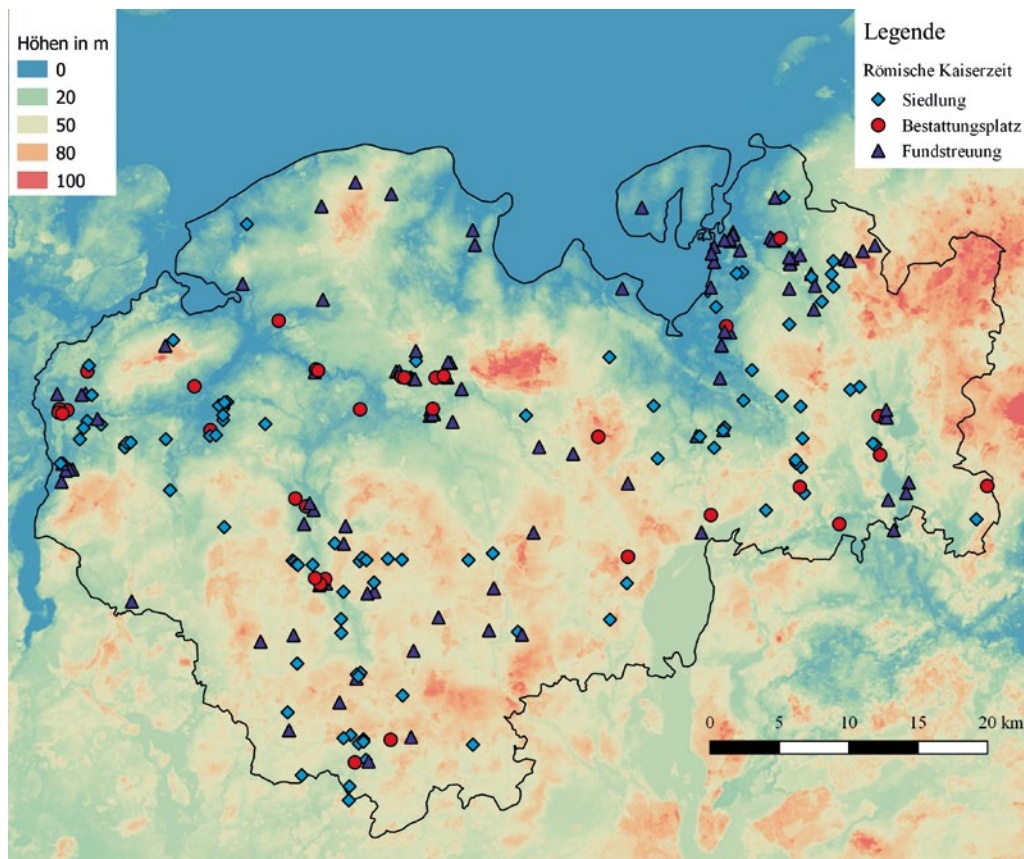 Höhen in m
0
20
50
80
100
Legende
Römische Kaiserzeit
Siedlung
Bestattungsplatz
Fundstreuung
0 5 10 15 20 km